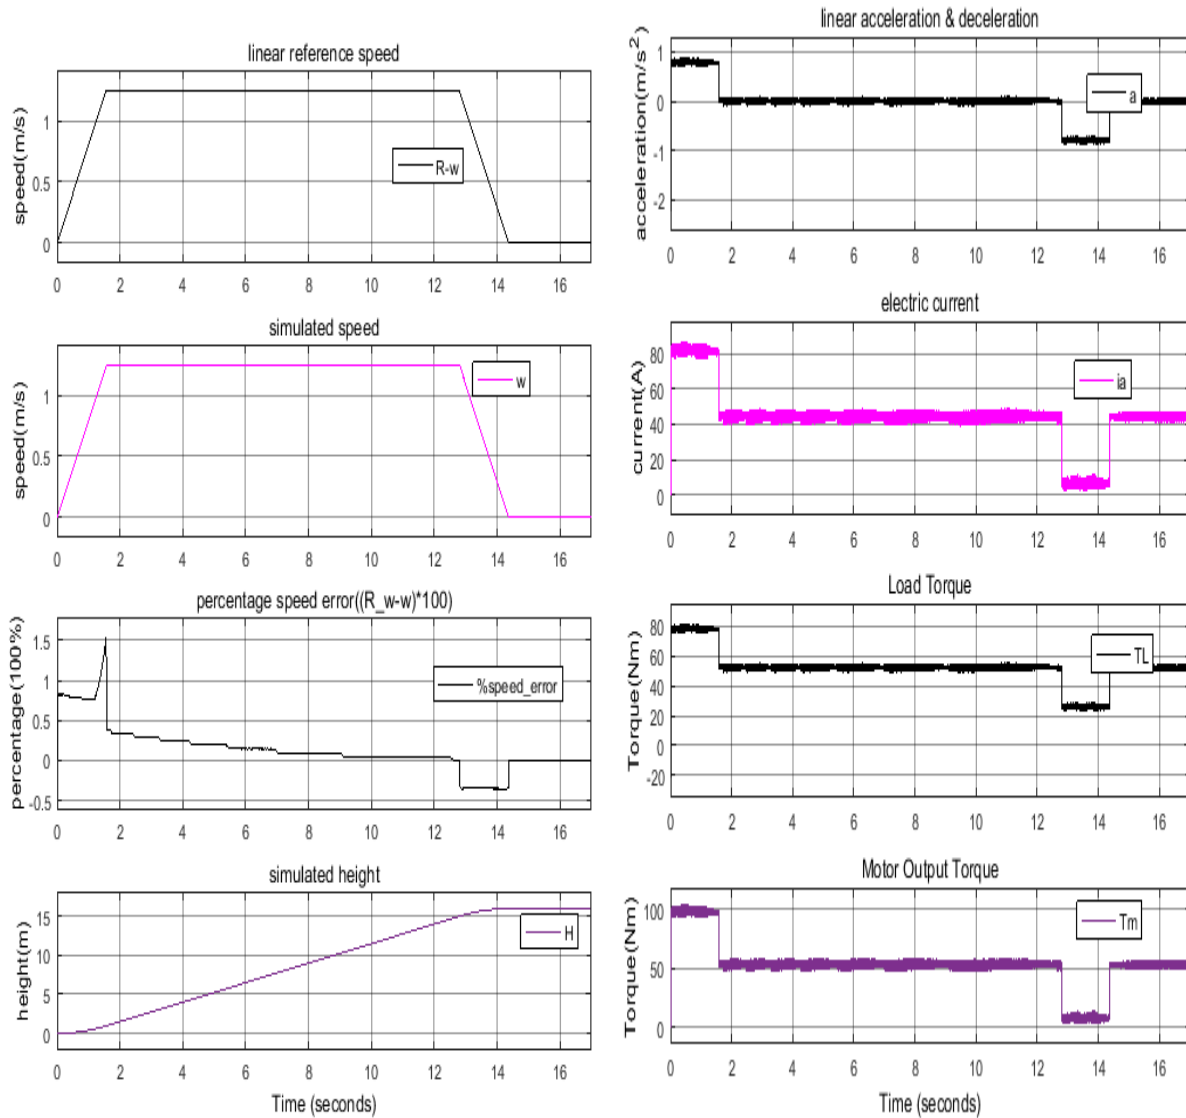 linear reference speed
speed(m/s)
1
0.5
0
R-w
0 2 4 6 8 10 12 14 16
simulated speed
speed(m/s)
1
0.5
0
w
0 2 4 6 8 10 12 14 16
percentage speed error((R_w-w)*100)
percentage(100%)
1.5
1
0.5
0
-0.5
%speed_error
0 2 4 6 8 10 12 14 16
simulated height
height(m)
15
10
5
0
H
0 2 4 6 8 10 12 14 16
Time (seconds)
linear acceleration & deceleration
acceleration(m/s²)
1
0
-1
-2
a
0 2 4 6 8 10 12 14 16
electric current
current(A)
80
60
40
20
0
ia
0 2 4 6 8 10 12 14 16
Load Torque
Torque(Nm)
80
60
40
20
0
-20
TL
0 2 4 6 8 10 12 14 16
Motor Output Torque
Torque(Nm)
100
50
0
Tm
0 2 4 6 8 10 12 14 16
Time (seconds)